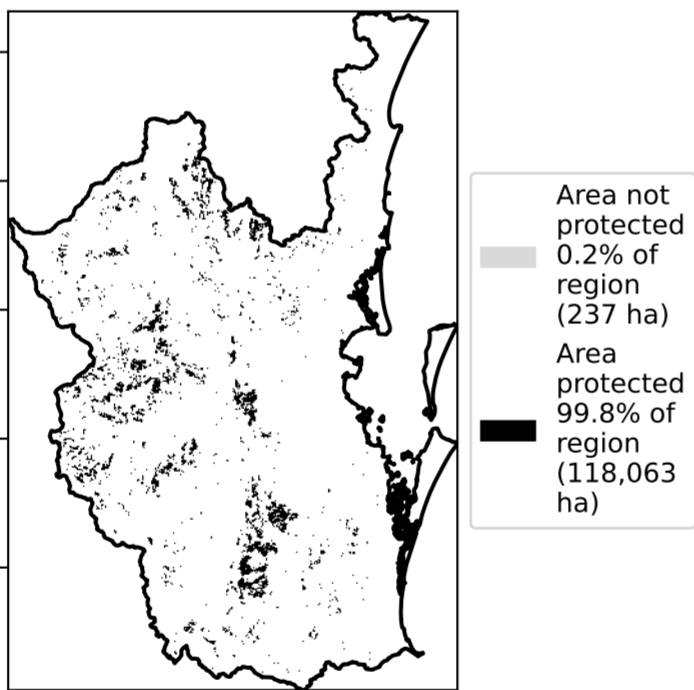 Area not
protected
0.2% of
region
(237 ha)
Area
protected
99.8% of
region
(118,063
ha)